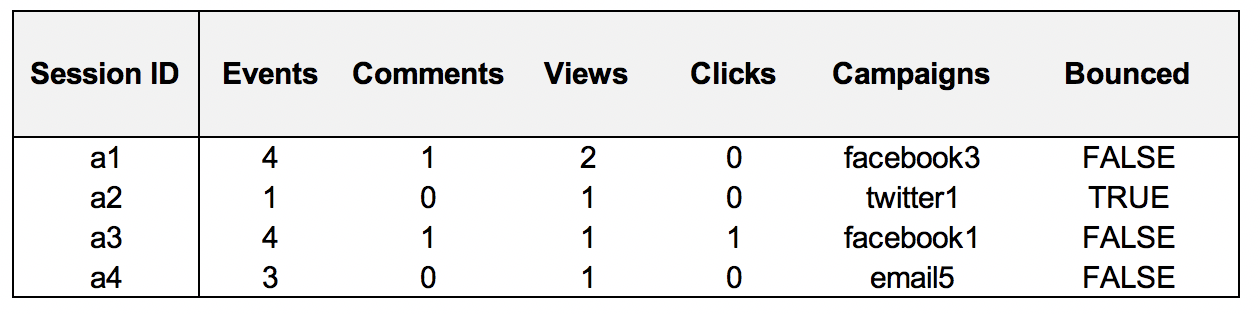 Session ID Events Comments Views Clicks Campaigns Bounced
a1 4 1 2 0 facebook3 FALSE
a2 1 0 1 0 twitter1 TRUE
a3 4 1 1 1 facebook1 FALSE
a4 3 0 1 0 email5 FALSE